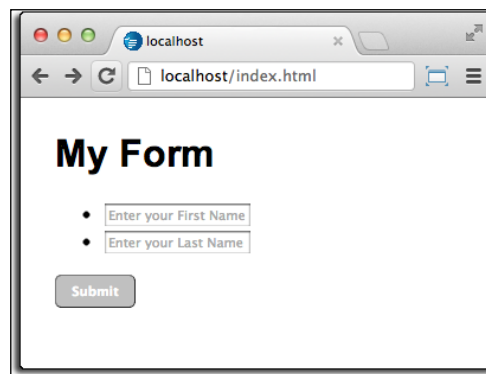 localhost
localhost/index.html
My Form
Enter your First Name
Enter your Last Name
Submit